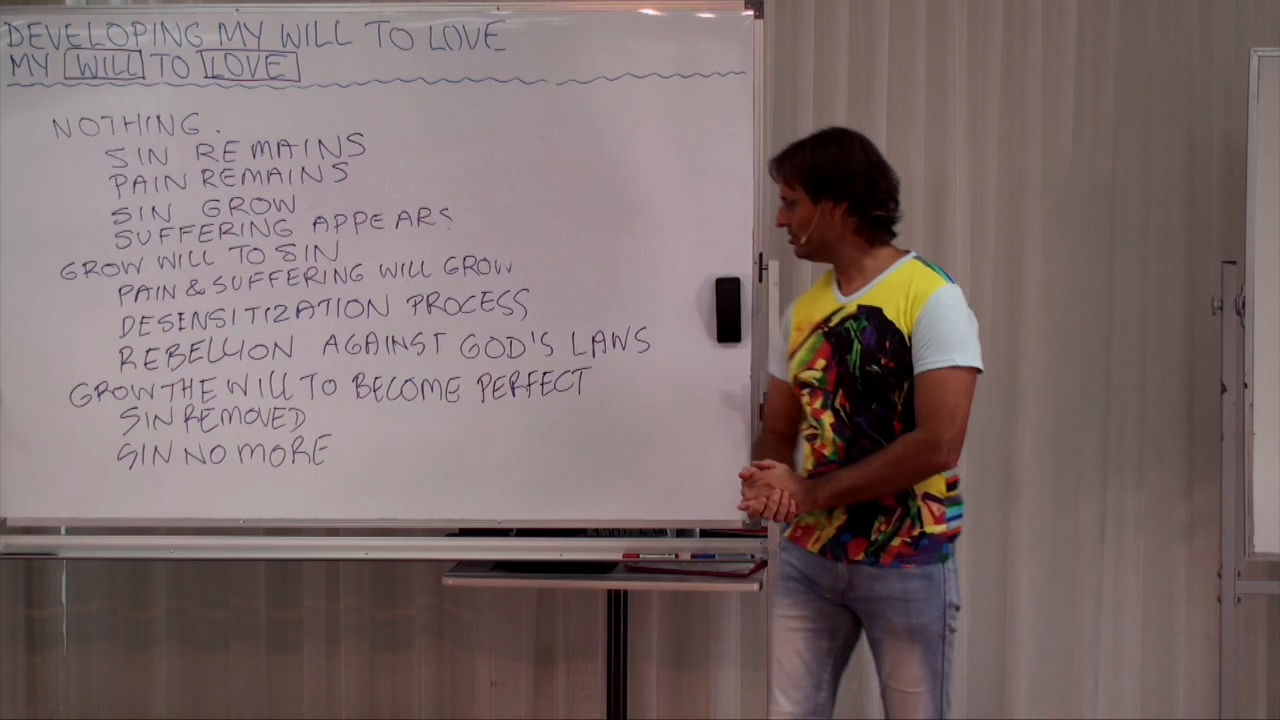 DEVELOPING MY WILL TO LOVE
MY WILL TO LOVE
NOTHING.
SIN REMAINS
PAIN REMAINS
SIN GROW
SUFFERING APPEARS
GROW WILL TO SIN
PAIN & SUFFERING WILL GROW
DESENSITIZATION PROCESS
REBELLION AGAINST GOD'S LAWS
GROW THE WILL TO BECOME PERFECT
SIN REMOVED
SIN NO MORE